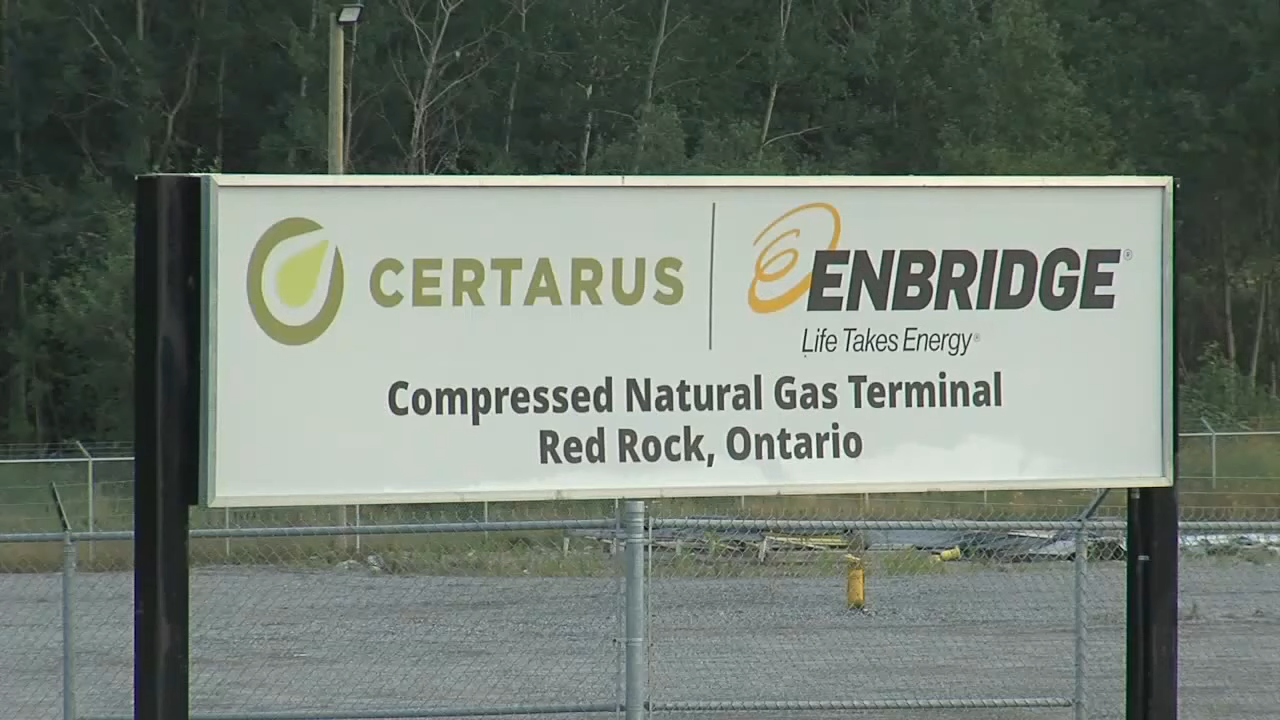 CERTARUS
ENBRIDGE®
Life Takes Energy®
Compressed Natural Gas Terminal
Red Rock, Ontario